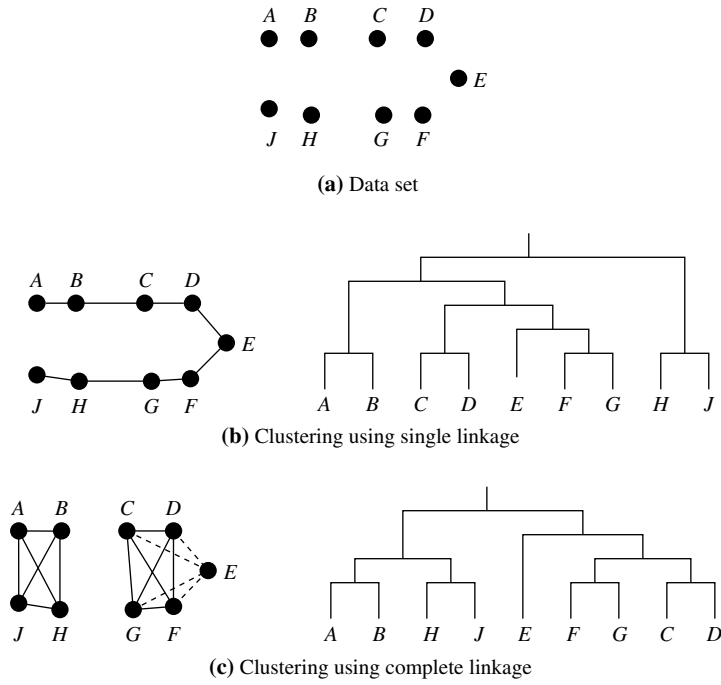 A B C D
E
J H G F
(a) Data set
A B C D
E
J H G F
A B C D E F G H J
(b) Clustering using single linkage
A B C D
E
J H G F
A B H J E F G C D
(c) Clustering using complete linkage